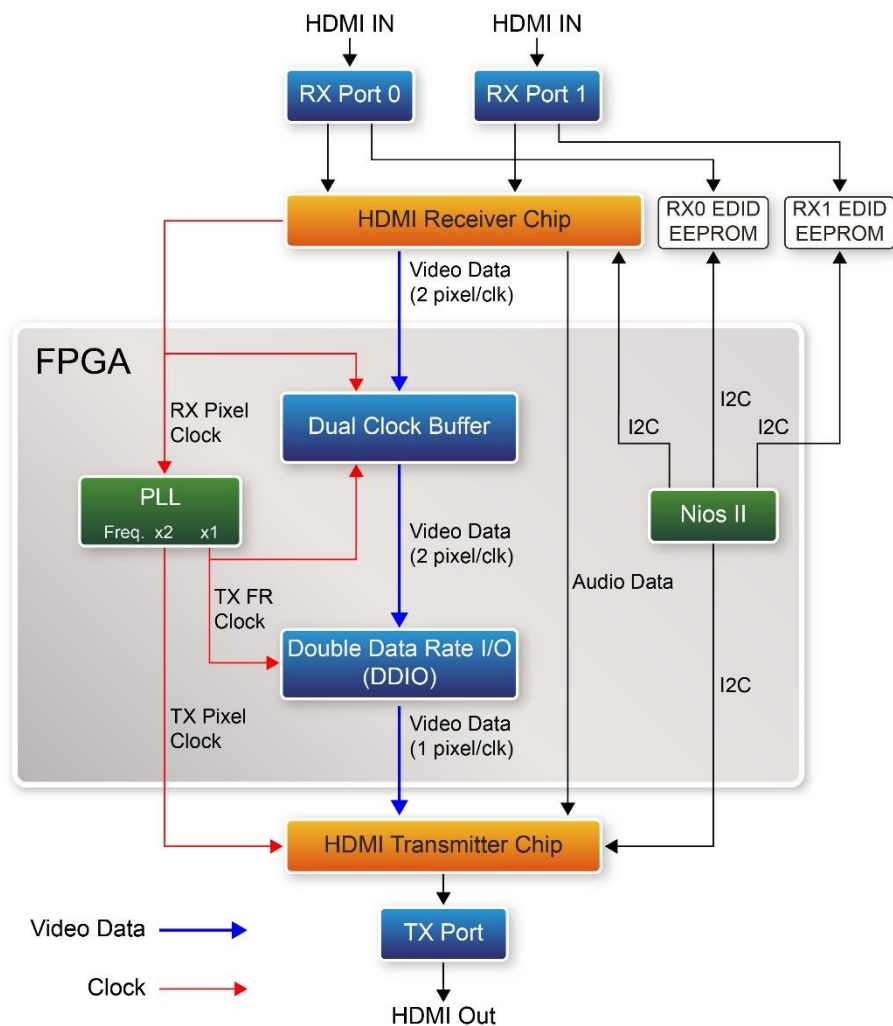 HDMI IN
HDMI IN
RX Port 0
RX Port 1
HDMI Receiver Chip
RX0 EDID
EEPROM
RX1 EDID
EEPROM
Video Data
(2 pixel/clk)
FPGA
RX Pixel
Clock
Dual Clock Buffer
I2C
I2C
I2C
PLL
Freq. x2 x1
Nios II
Video Data
(2 pixel/clk)
Audio Data
TX FR
Clock
Double Data Rate I/O
(DDIO)
I2C
TX Pixel
Clock
Video Data
(1 pixel/clk)
HDMI Transmitter Chip
Video Data
TX Port
Clock
HDMI Out